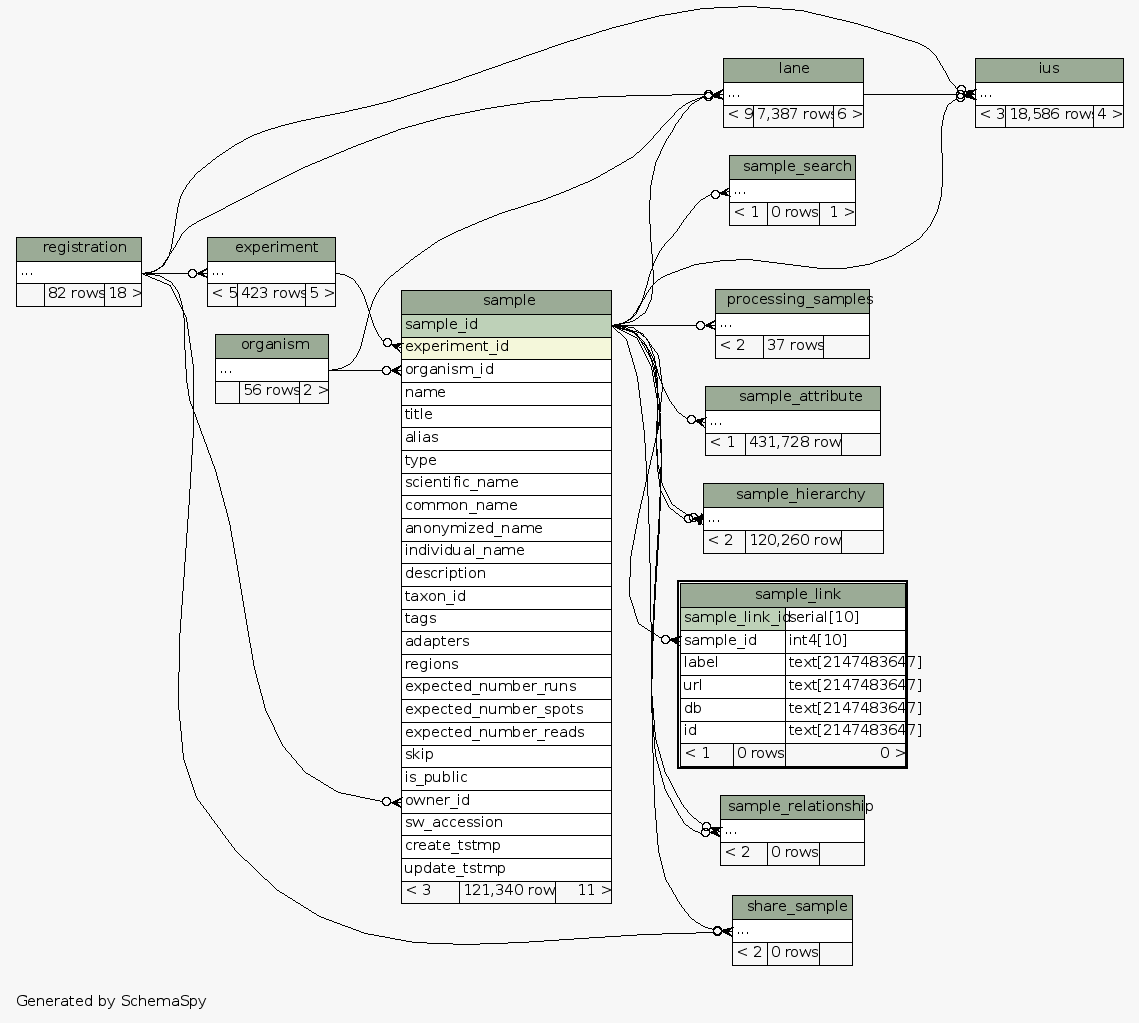 lane
...
< 9 7,387 rows 6 >
ius
...
< 3 18,586 rows 4 >
sample_search
...
< 1 0 rows 1 >
registration
...
82 rows 18 >
experiment
...
< 5 423 rows 5 >
organism
...
56 rows 2 >
sample
sample_id
experiment_id
organism_id
name
title
alias
type
scientific_name
common_name
anonymized_name
individual_name
description
taxon_id
tags
adapters
regions
expected_number_runs
expected_number_spots
expected_number_reads
skip
is_public
owner_id
sw_accession
create_tstmp
update_tstmp
< 3 121,340 row 11 >
processing_samples
...
< 2 37 rows
sample_attribute
...
< 1 431,728 row
sample_hierarchy
...
< 2 120,260 row
sample_link
sample_link_id serial[10]
sample_id int4[10]
label text[2147483647]
url text[2147483647]
db text[2147483647]
id text[2147483647]
< 1 0 rows 0 >
sample_relationship
...
< 2 0 rows
share_sample
...
< 2 0 rows
Generated by SchemaSpy